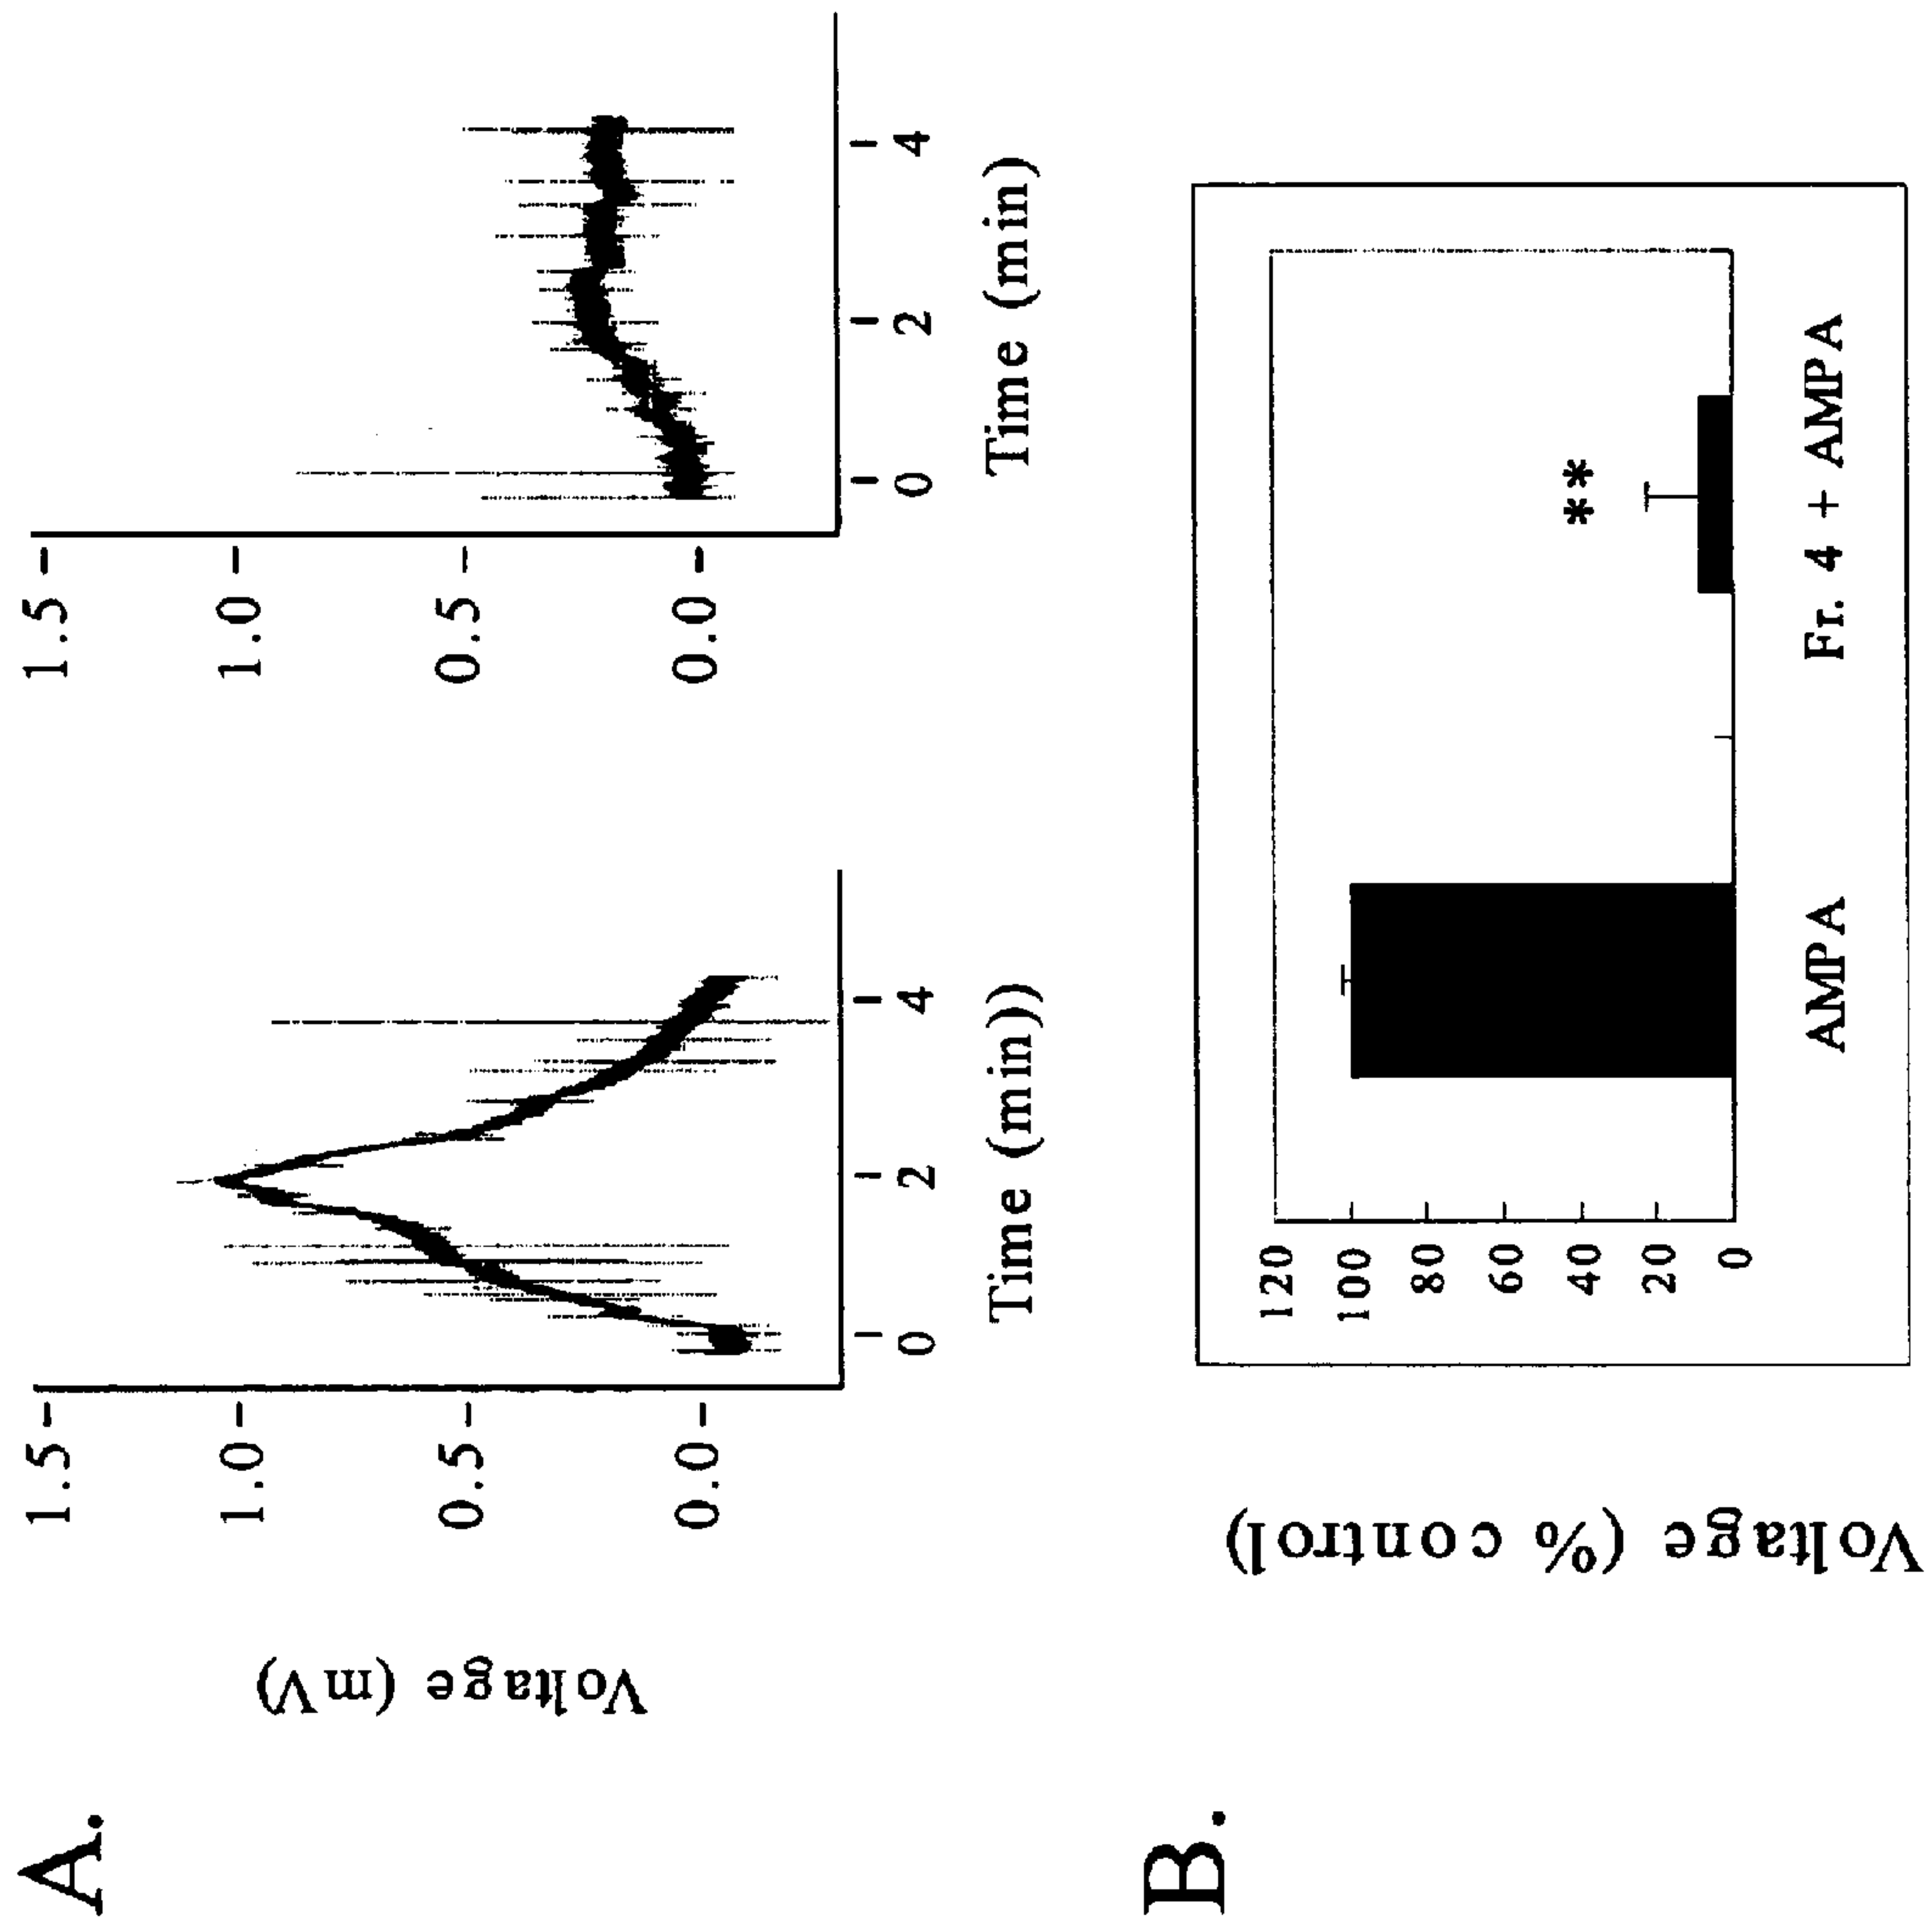 A.
Voltage (mV)
1.5
1.0
0.5
0.0
0 2 4
Time (min))
1.5
1.0
0.5
0.0
0 2 4
Time (min)
B.
Voltage (% control)
120
100
80
60
40
20
0
**
AMPA
Fr. 4 + AMPA